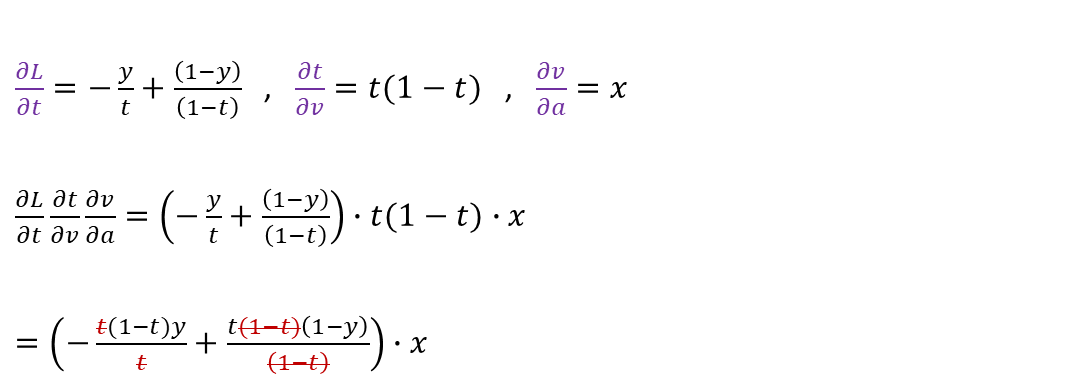 ∂L/∂t = −y/t + (1−y)/(1−t) , ∂t/∂v = t(1 − t) , ∂v/∂a = x
∂L/∂t ∂t/∂v ∂v/∂a = (−y/t + (1−y)/(1−t)) · t(1 − t) · x
= (−t(1−t)y/t + t(1−t)(1−y)/(1−t)) · x